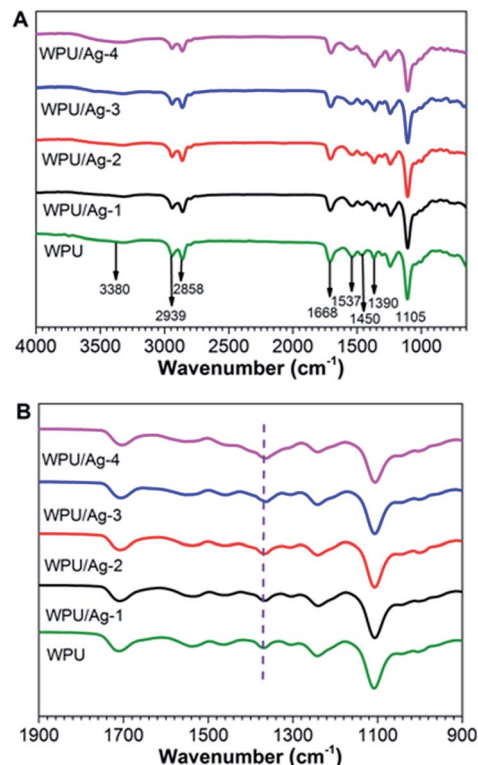 A
WPU/Ag-4
WPU/Ag-3
WPU/Ag-2
WPU/Ag-1
WPU
3380
2939
2858
1668
1537
1450
1390
1105
4000 3500 3000 2500 2000 1500 1000
Wavenumber (cm⁻¹)
B
WPU/Ag-4
WPU/Ag-3
WPU/Ag-2
WPU/Ag-1
WPU
1900 1700 1500 1300 1100 900
Wavenumber (cm⁻¹)